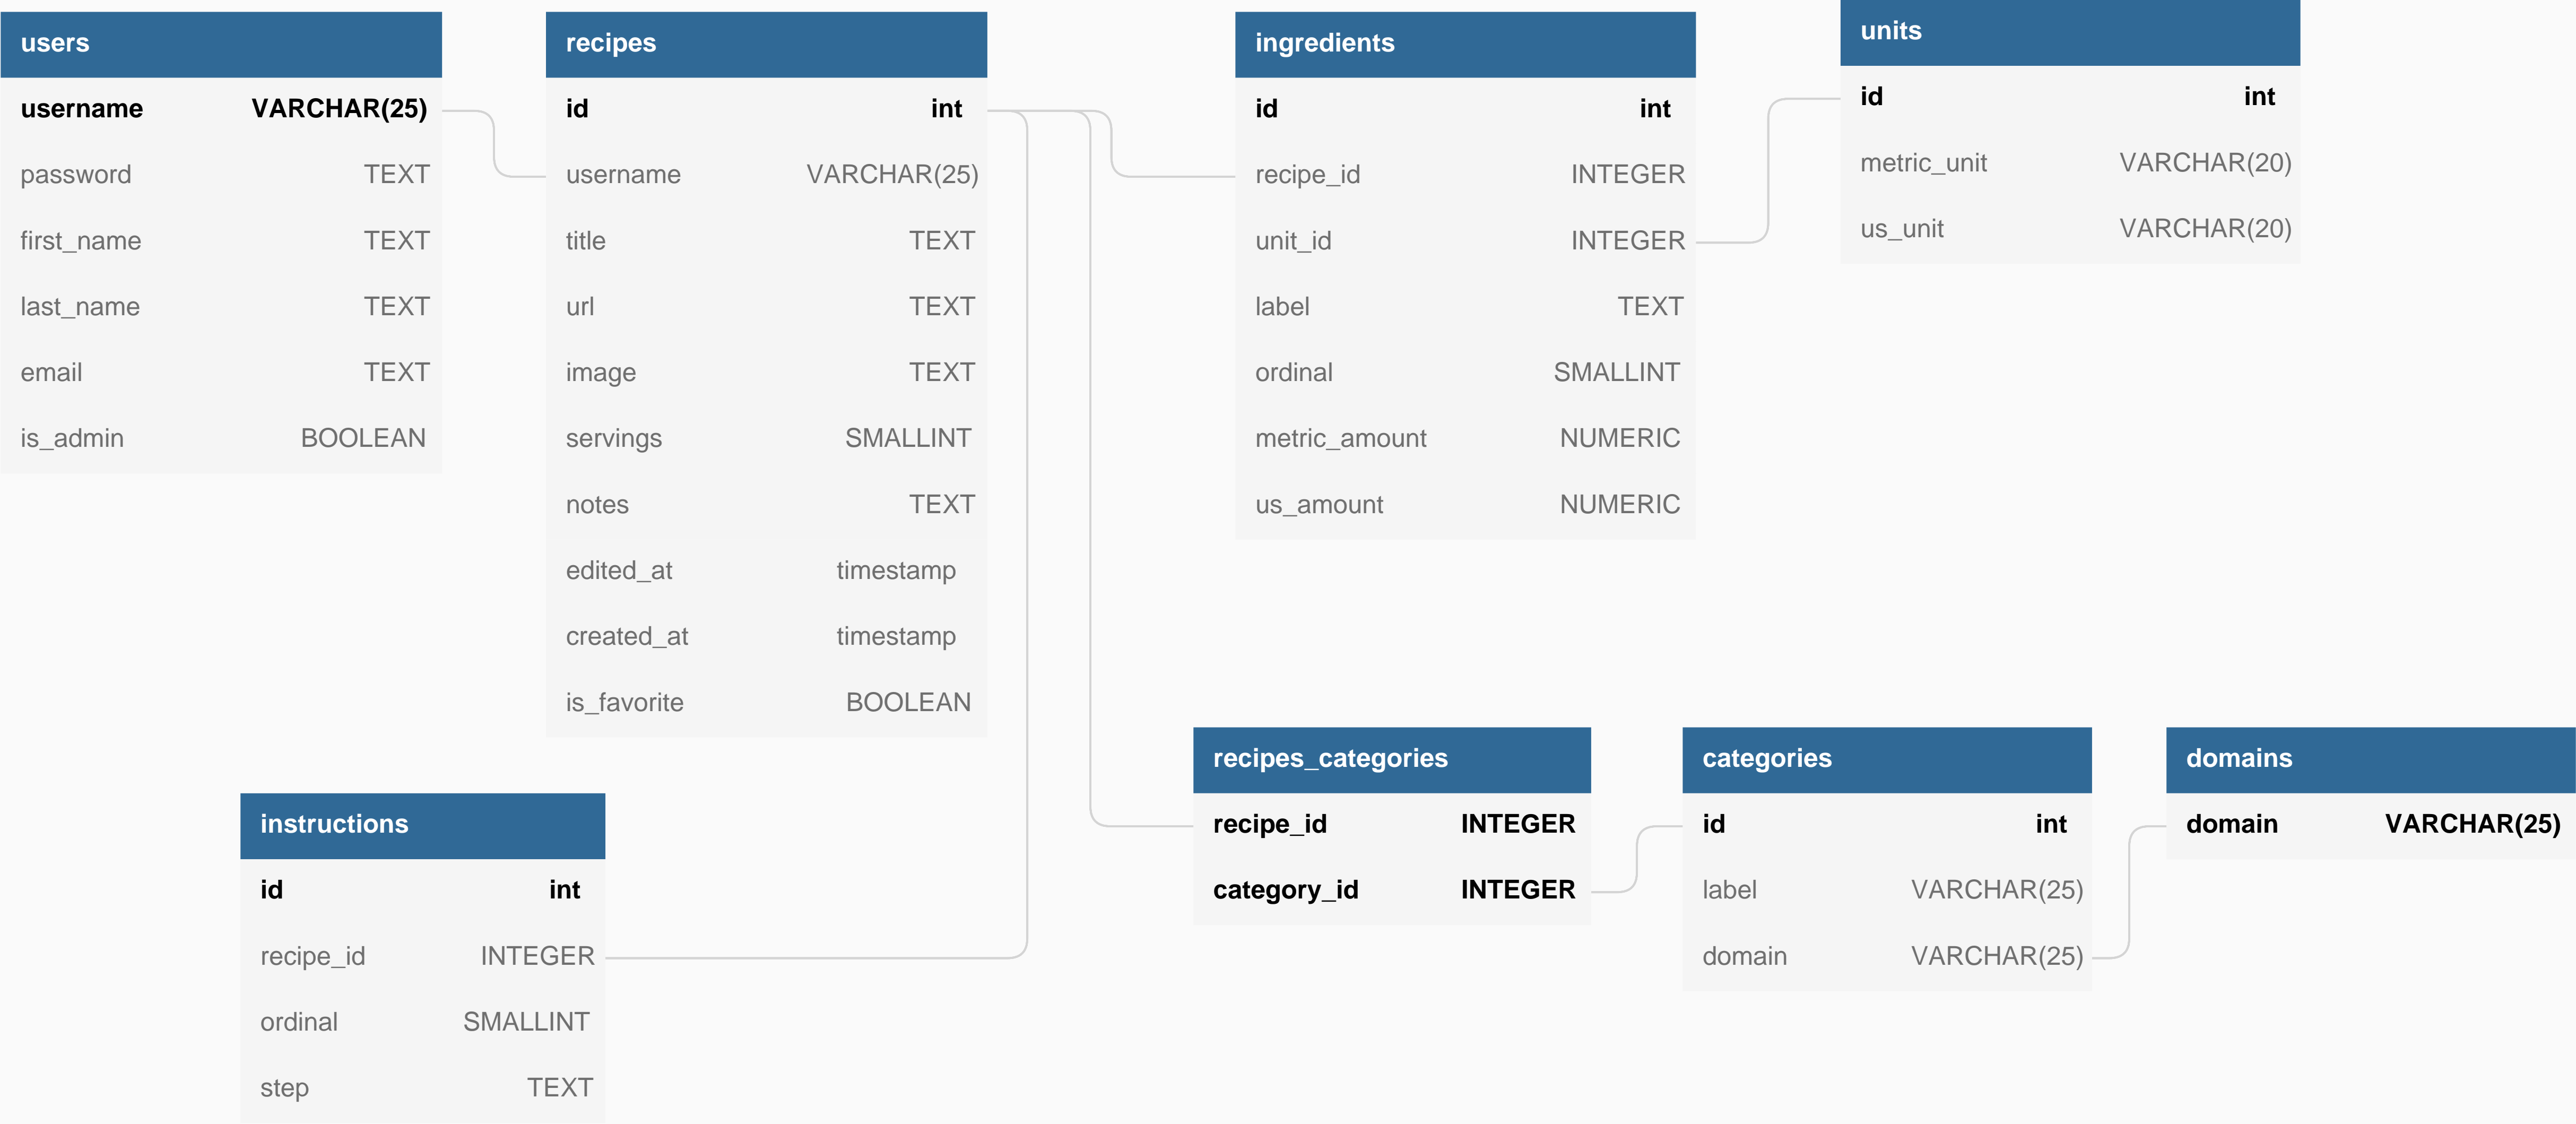 users
username VARCHAR(25)
password TEXT
first_name TEXT
last_name TEXT
email TEXT
is_admin BOOLEAN
recipes
id int
username VARCHAR(25)
title TEXT
url TEXT
image TEXT
servings SMALLINT
notes TEXT
edited_at timestamp
created_at timestamp
is_favorite BOOLEAN
ingredients
id int
recipe_id INTEGER
unit_id INTEGER
label TEXT
ordinal SMALLINT
metric_amount NUMERIC
us_amount NUMERIC
units
id int
metric_unit VARCHAR(20)
us_unit VARCHAR(20)
instructions
id int
recipe_id INTEGER
ordinal SMALLINT
step TEXT
recipes_categories
recipe_id INTEGER
category_id INTEGER
categories
id int
label VARCHAR(25)
domain VARCHAR(25)
domains
domain VARCHAR(25)